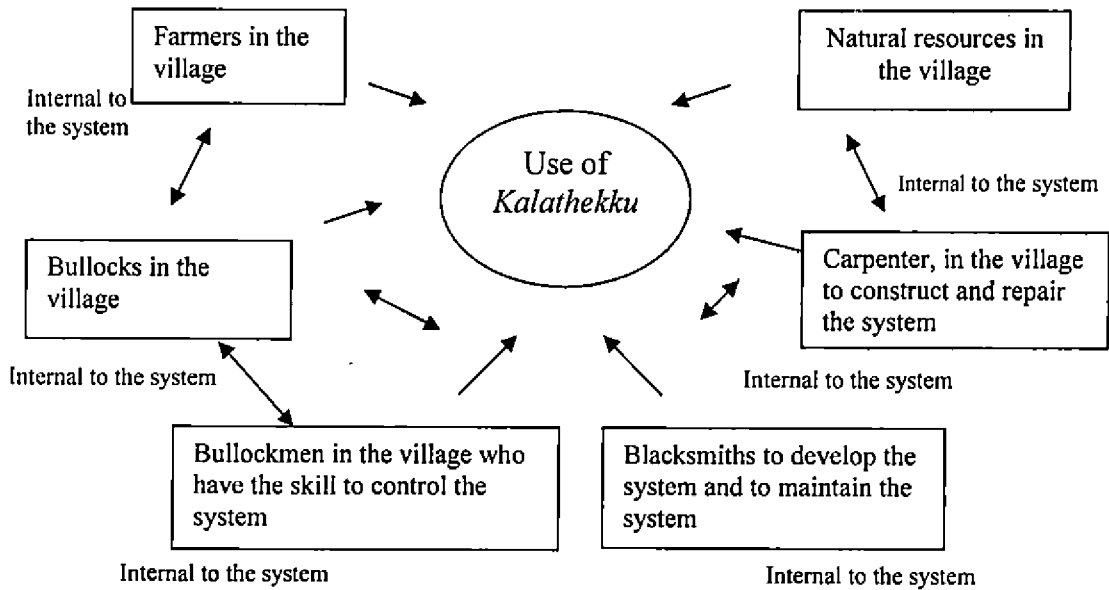 Farmers in the
village
Natural resources in
the village
Internal to
the system
Use of
Kalathekku
Internal to the system
Bullocks in the
village
Carpenter, in the village
to construct and repair
the system
Internal to the system
Internal to the system
Bullockmen in the village who
have the skill to control the
system
Blacksmiths to develop the
system and to maintain the
system
Internal to the system
Internal to the system